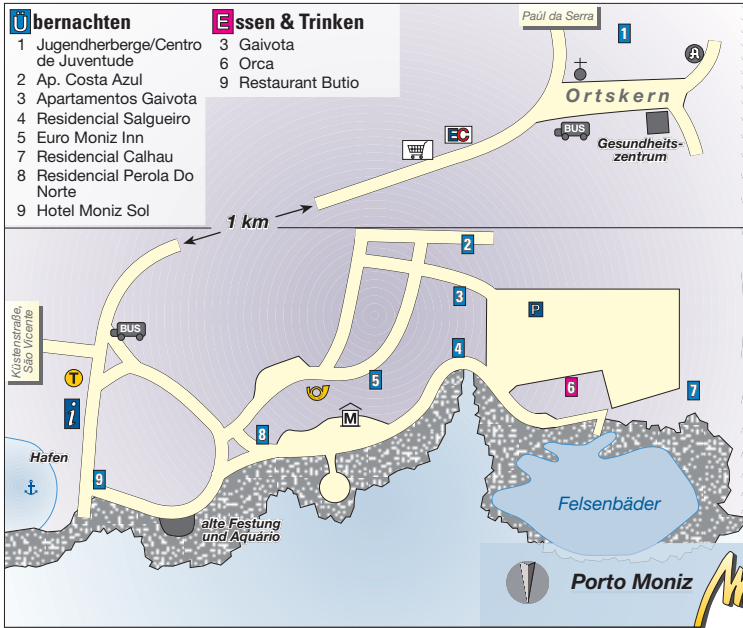 Übernachten
1 Jugendherberge/Centro
de Juventude
2 Ap. Costa Azul
3 Apartamentos Gaivota
4 Residencial Salgueiro
5 Euro Moniz Inn
7 Residencial Calhau
8 Residencial Perola Do
Norte
9 Hotel Moniz Sol
Essen & Trinken
3 Gaivota
6 Orca
9 Restaurant Butio
Paúl da Serra
1
A
Ortskern
BUS
Gesundheits-
zentrum
EC
1 km
2
3
P
BUS
Küstenstraße,
São Vicente
T
i
4
5
6
7
M
8
Hafen
9
alte Festung
und Aquário
Felsenbäder
Porto Moniz